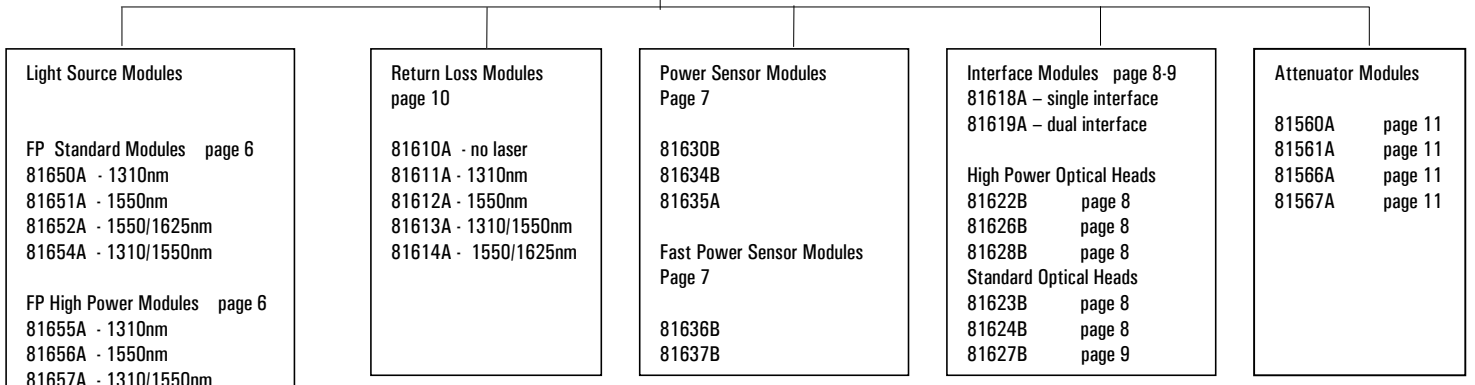 Light Source Modules
FP Standard Modules page 6
81650A - 1310nm
81651A - 1550nm
81652A - 1550/1625nm
81654A - 1310/1550nm
FP High Power Modules page 6
81655A - 1310nm
81656A - 1550nm
81657A - 1310/1550nm
Return Loss Modules
page 10
81610A - no laser
81611A - 1310nm
81612A - 1550nm
81613A - 1310/1550nm
81614A - 1550/1625nm
Power Sensor Modules
Page 7
81630B
81634B
81635A
Fast Power Sensor Modules
Page 7
81636B
81637B
Interface Modules page 8-9
81618A – single interface
81619A – dual interface
High Power Optical Heads
81622B page 8
81626B page 8
81628B page 8
Standard Optical Heads
81623B page 8
81624B page 8
81627B page 9
Attenuator Modules
81560A page 11
81561A page 11
81566A page 11
81567A page 11